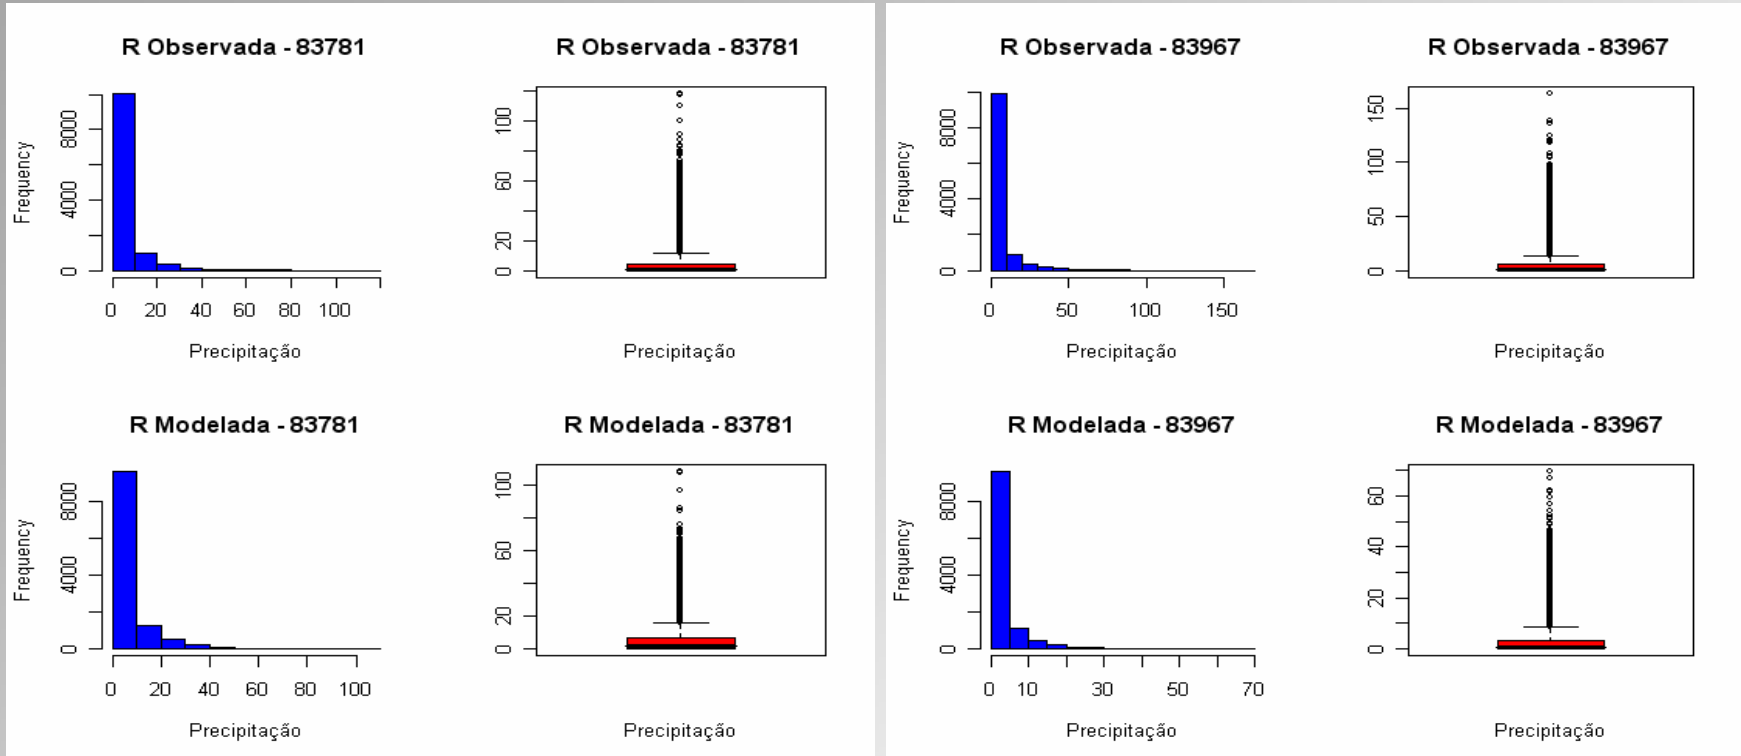 R Observada - 83781
Frequency
0
4000
8000
0 20 40 60 80 100
Precipitação
R Observada - 83781
0
20
60
100
Precipitação
R Observada - 83967
Frequency
0
4000
8000
0 50 100 150
Precipitação
R Observada - 83967
0
50
100
150
Precipitação
R Modelada - 83781
Frequency
0
4000
8000
0 20 40 60 80 100
Precipitação
R Modelada - 83781
0
20
60
100
Precipitação
R Modelada - 83967
Frequency
0
4000
8000
0 10 30 50 70
Precipitação
R Modelada - 83967
0
20
40
60
Precipitação